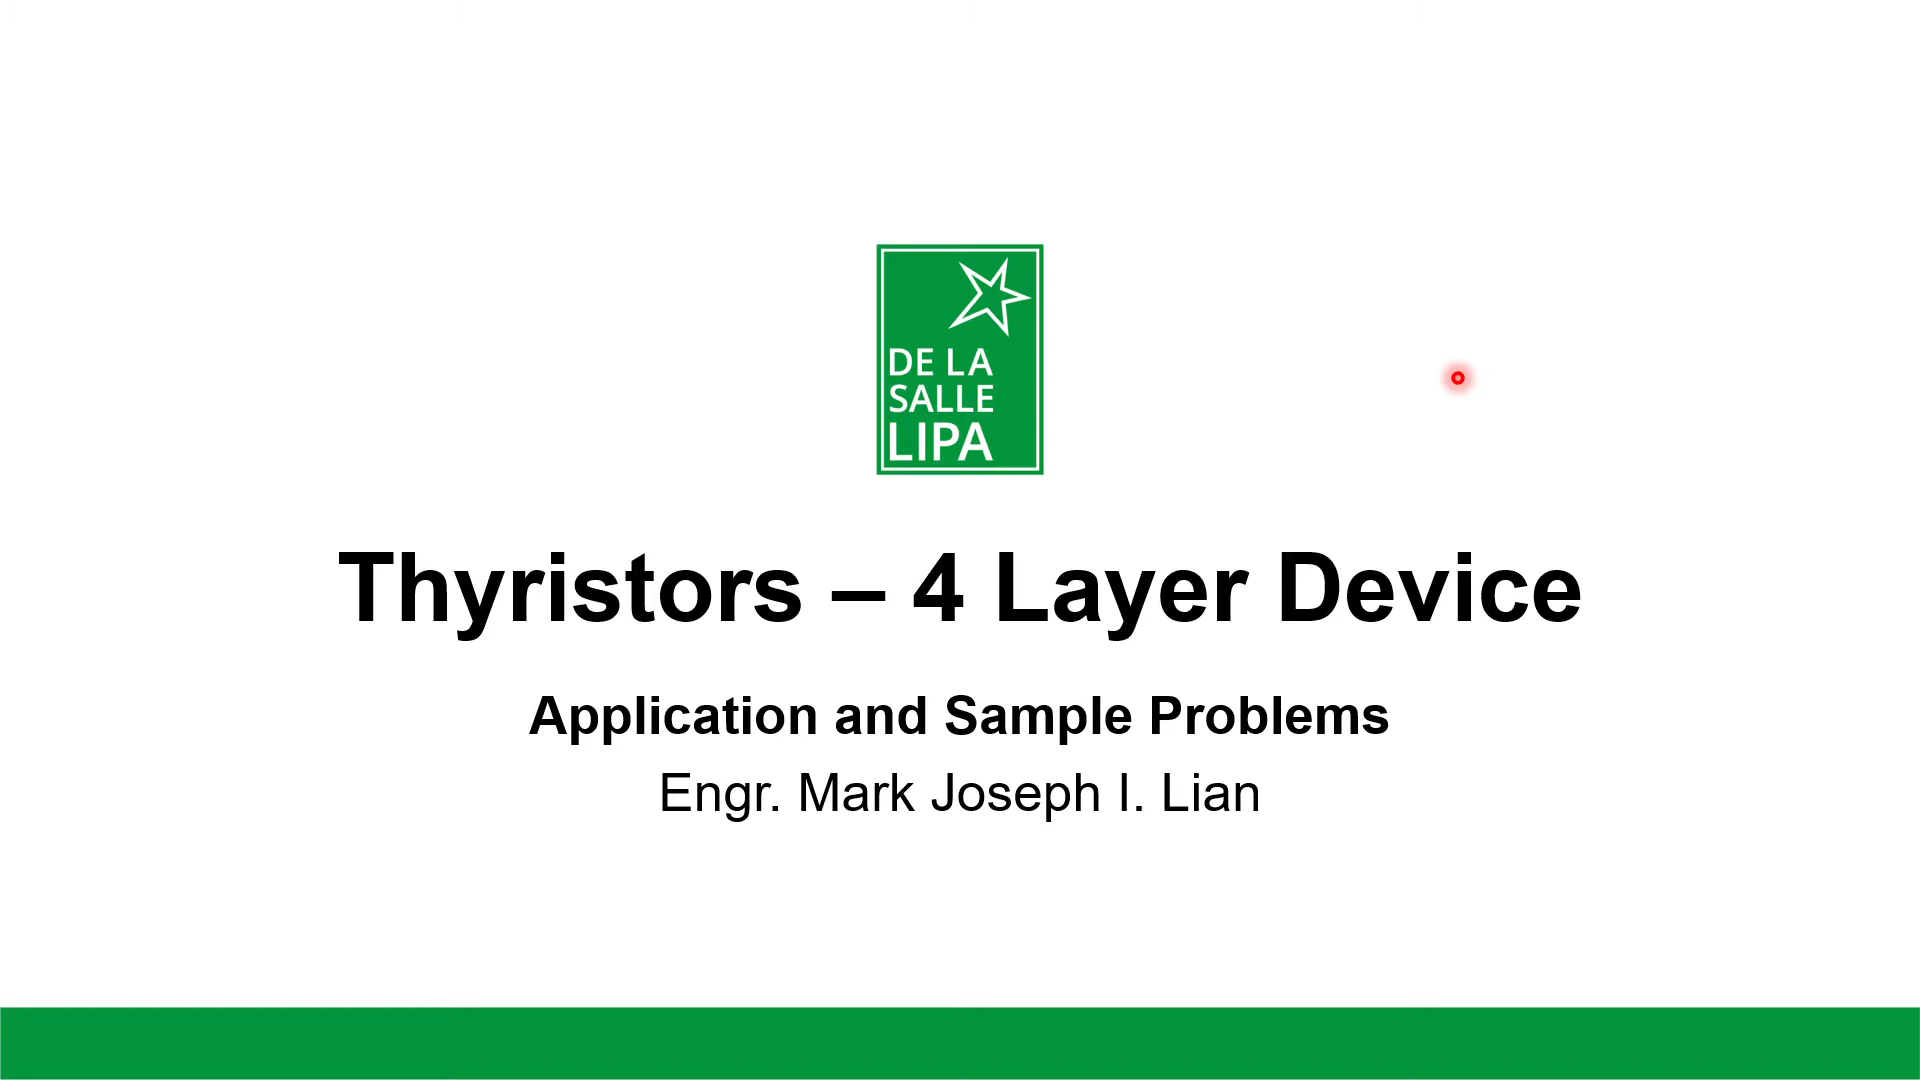 DE LA
SALLE
LIPA
Thyristors – 4 Layer Device
Application and Sample Problems
Engr. Mark Joseph I. Lian